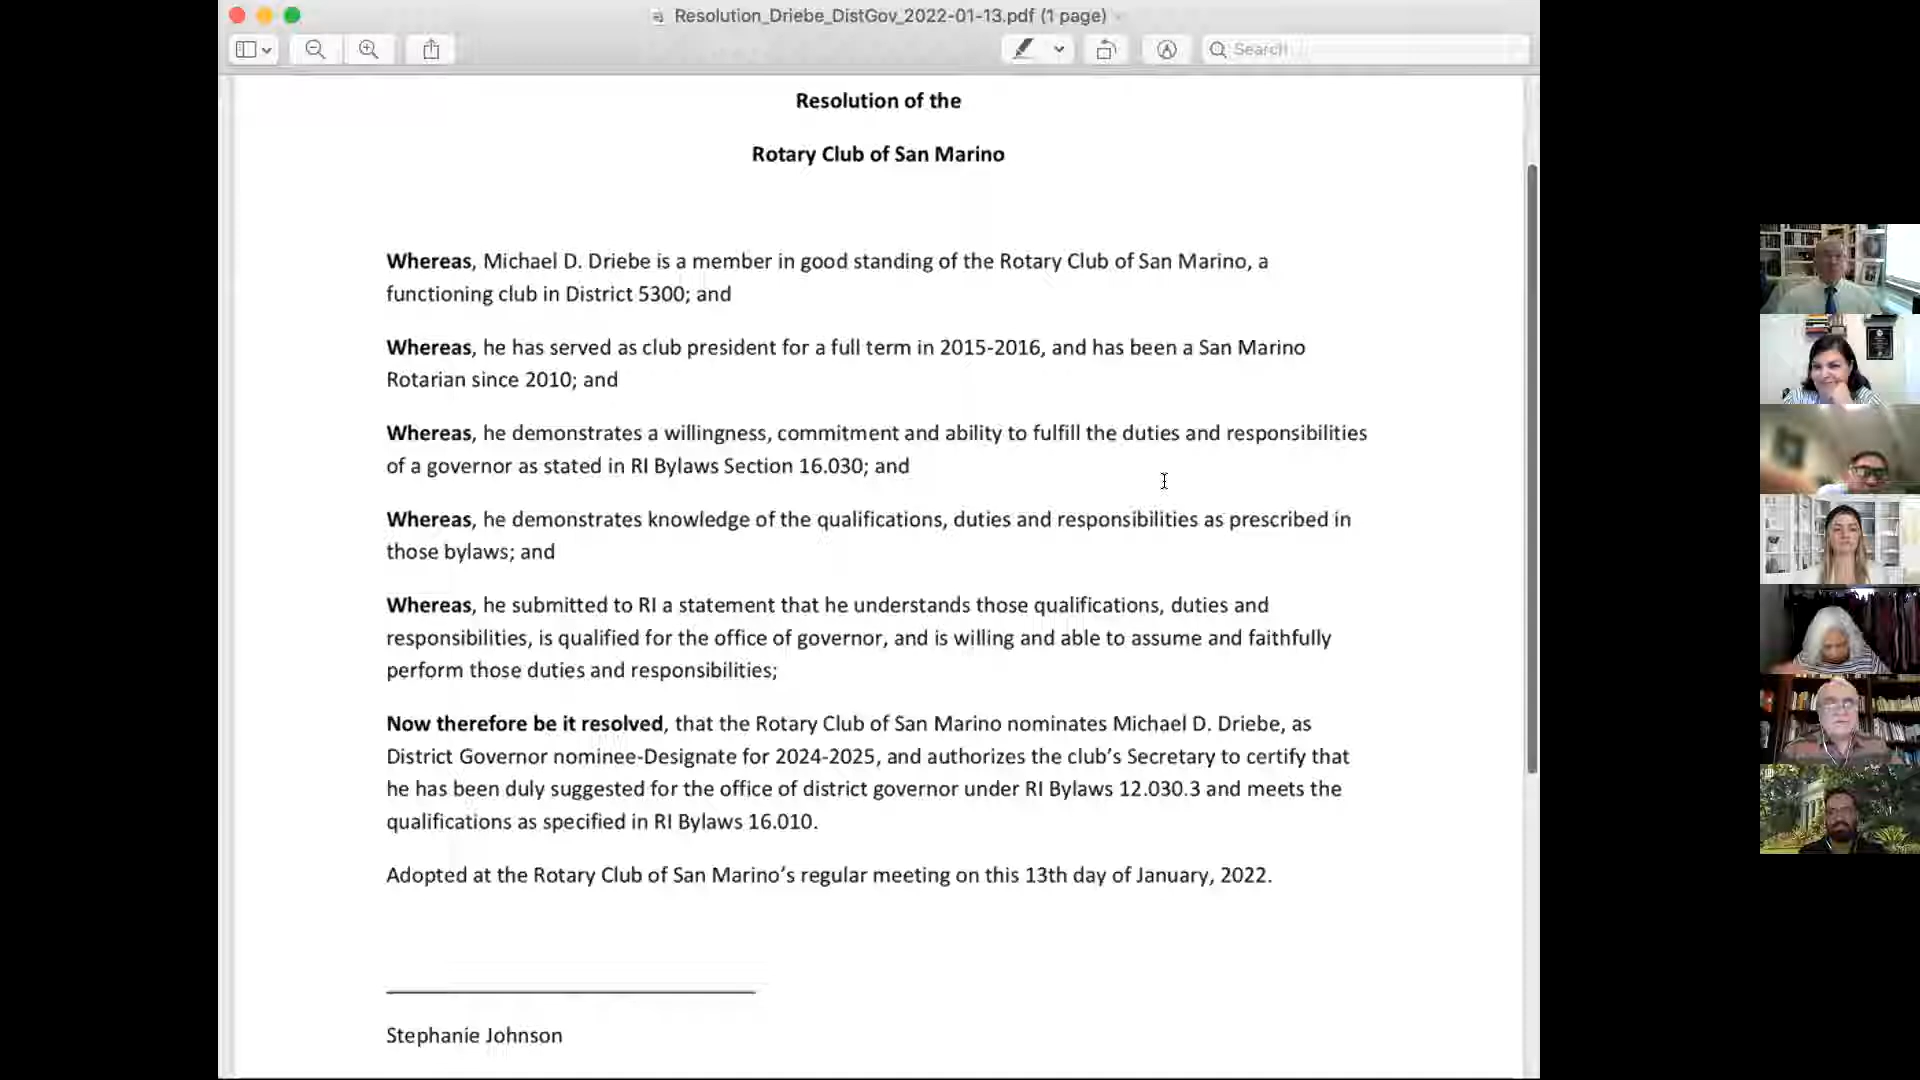 Resolution_Driebe_DistGov_2022-01-13.pdf (1 page)
Search
Resolution of the
Rotary Club of San Marino
Whereas, Michael D. Driebe is a member in good standing of the Rotary Club of San Marino, a
functioning club in District 5300; and
Whereas, he has served as club president for a full term in 2015-2016, and has been a San Marino
Rotarian since 2010; and
Whereas, he demonstrates a willingness, commitment and ability to fulfill the duties and responsibilities
of a governor as stated in RI Bylaws Section 16.030; and
Whereas, he demonstrates knowledge of the qualifications, duties and responsibilities as prescribed in
those bylaws; and
Whereas, he submitted to RI a statement that he understands those qualifications, duties and
responsibilities, is qualified for the office of governor, and is willing and able to assume and faithfully
perform those duties and responsibilities;
Now therefore be it resolved, that the Rotary Club of San Marino nominates Michael D. Driebe, as
District Governor nominee-Designate for 2024-2025, and authorizes the club’s Secretary to certify that
he has been duly suggested for the office of district governor under RI Bylaws 12.030.3 and meets the
qualifications as specified in RI Bylaws 16.010.
Adopted at the Rotary Club of San Marino’s regular meeting on this 13th day of January, 2022.
Stephanie Johnson